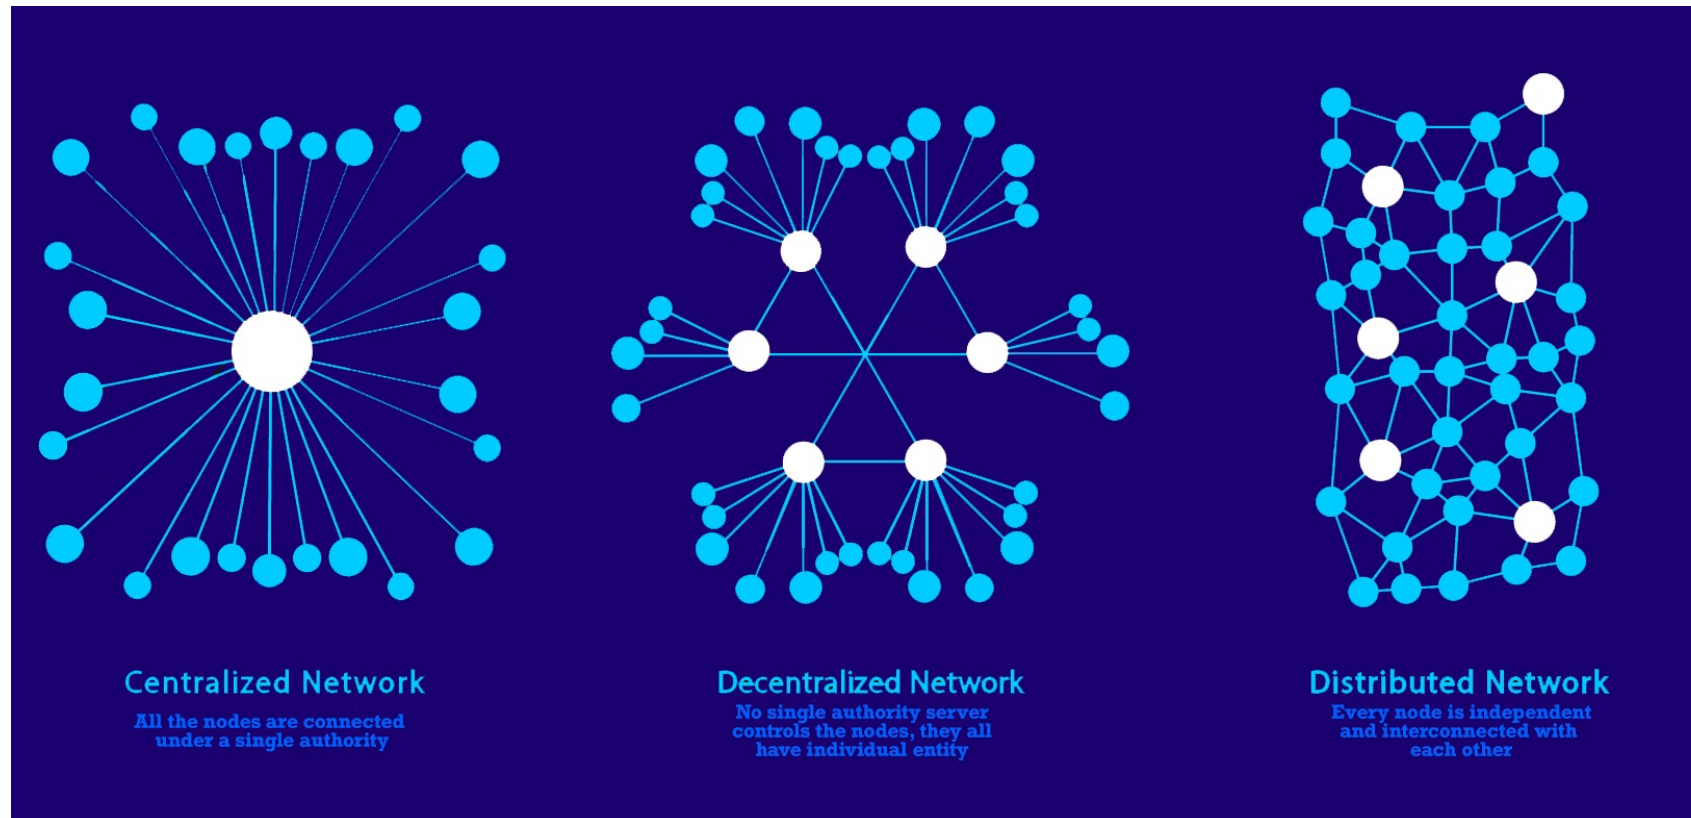 Centralized Network
All the nodes are connected
under a single authority
Decentralized Network
No single authority server
controls the nodes, they all
have individual entity
Distributed Network
Every node is independent
and interconnected with
each other